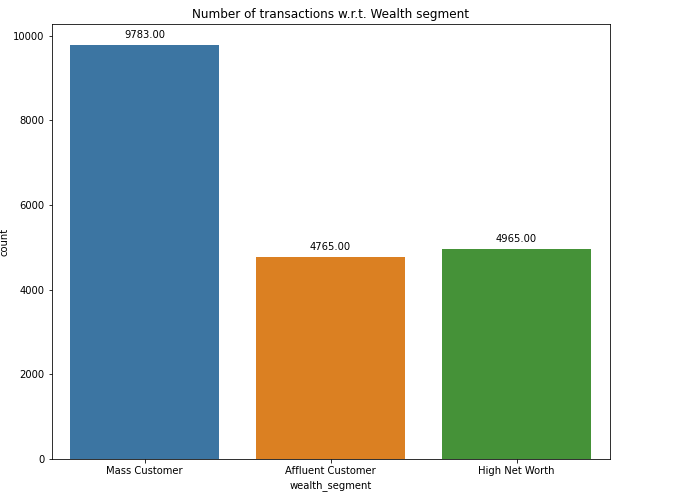 Number of transactions w.r.t. Wealth segment
10000
8000
6000
4000
2000
0
count
9783.00
4765.00
4965.00
Mass Customer
Affluent Customer
High Net Worth
wealth_segment